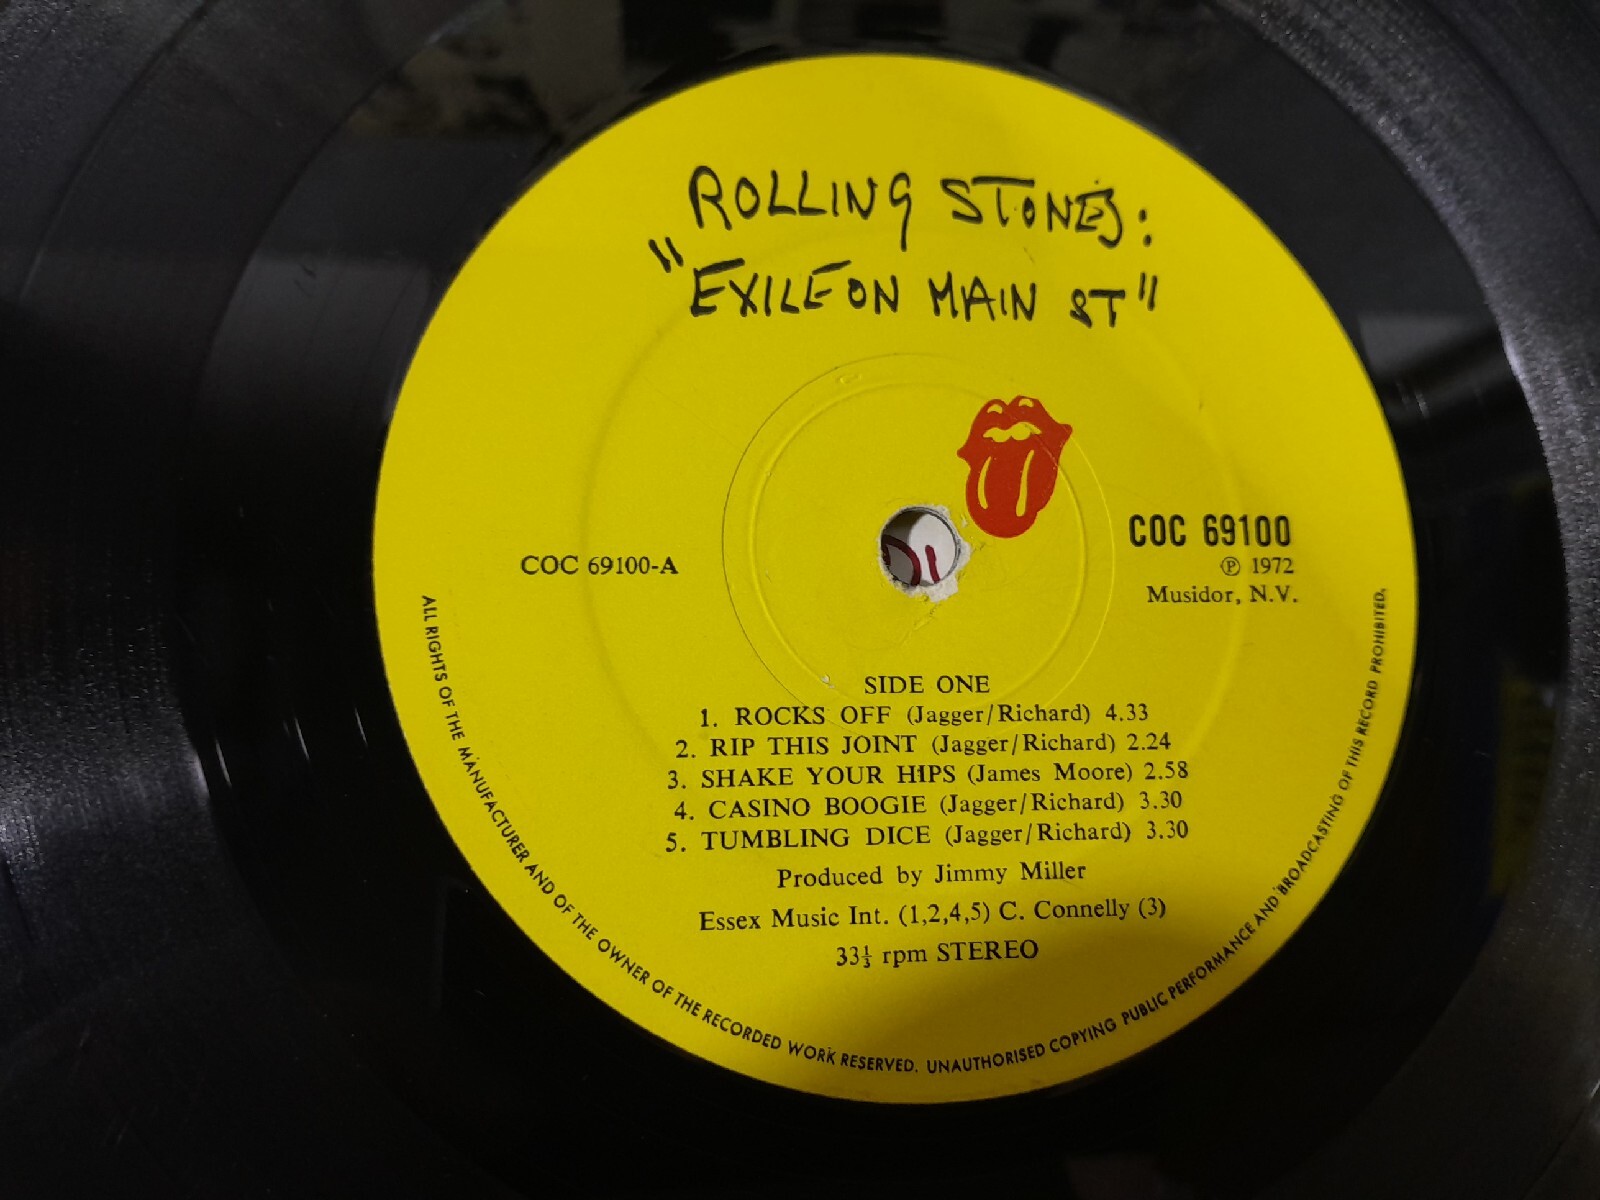 ROLLING STONES:
"EXILE ON MAIN ST"
COC 69100-A
COC 69100
Ⓟ 1972
Musidor, N.V.
SIDE ONE
1. ROCKS OFF (Jagger/Richard) 4.33
2. RIP THIS JOINT (Jagger/Richard) 2.24
3. SHAKE YOUR HIPS (James Moore) 2.58
4. CASINO BOOGIE (Jagger/Richard) 3.30
5. TUMBLING DICE (Jagger/Richard) 3.30
Produced by Jimmy Miller
Essex Music Int. (1,2,4,5) C. Connelly (3)
33⅓ rpm STEREO
ALL RIGHTS OF THE MANUFACTURER AND OF THE OWNER OF THE RECORDED WORK RESERVED. UNAUTHORISED COPYING PUBLIC PERFORMANCE AND BROADCASTING OF THIS RECORD PROHIBITED.